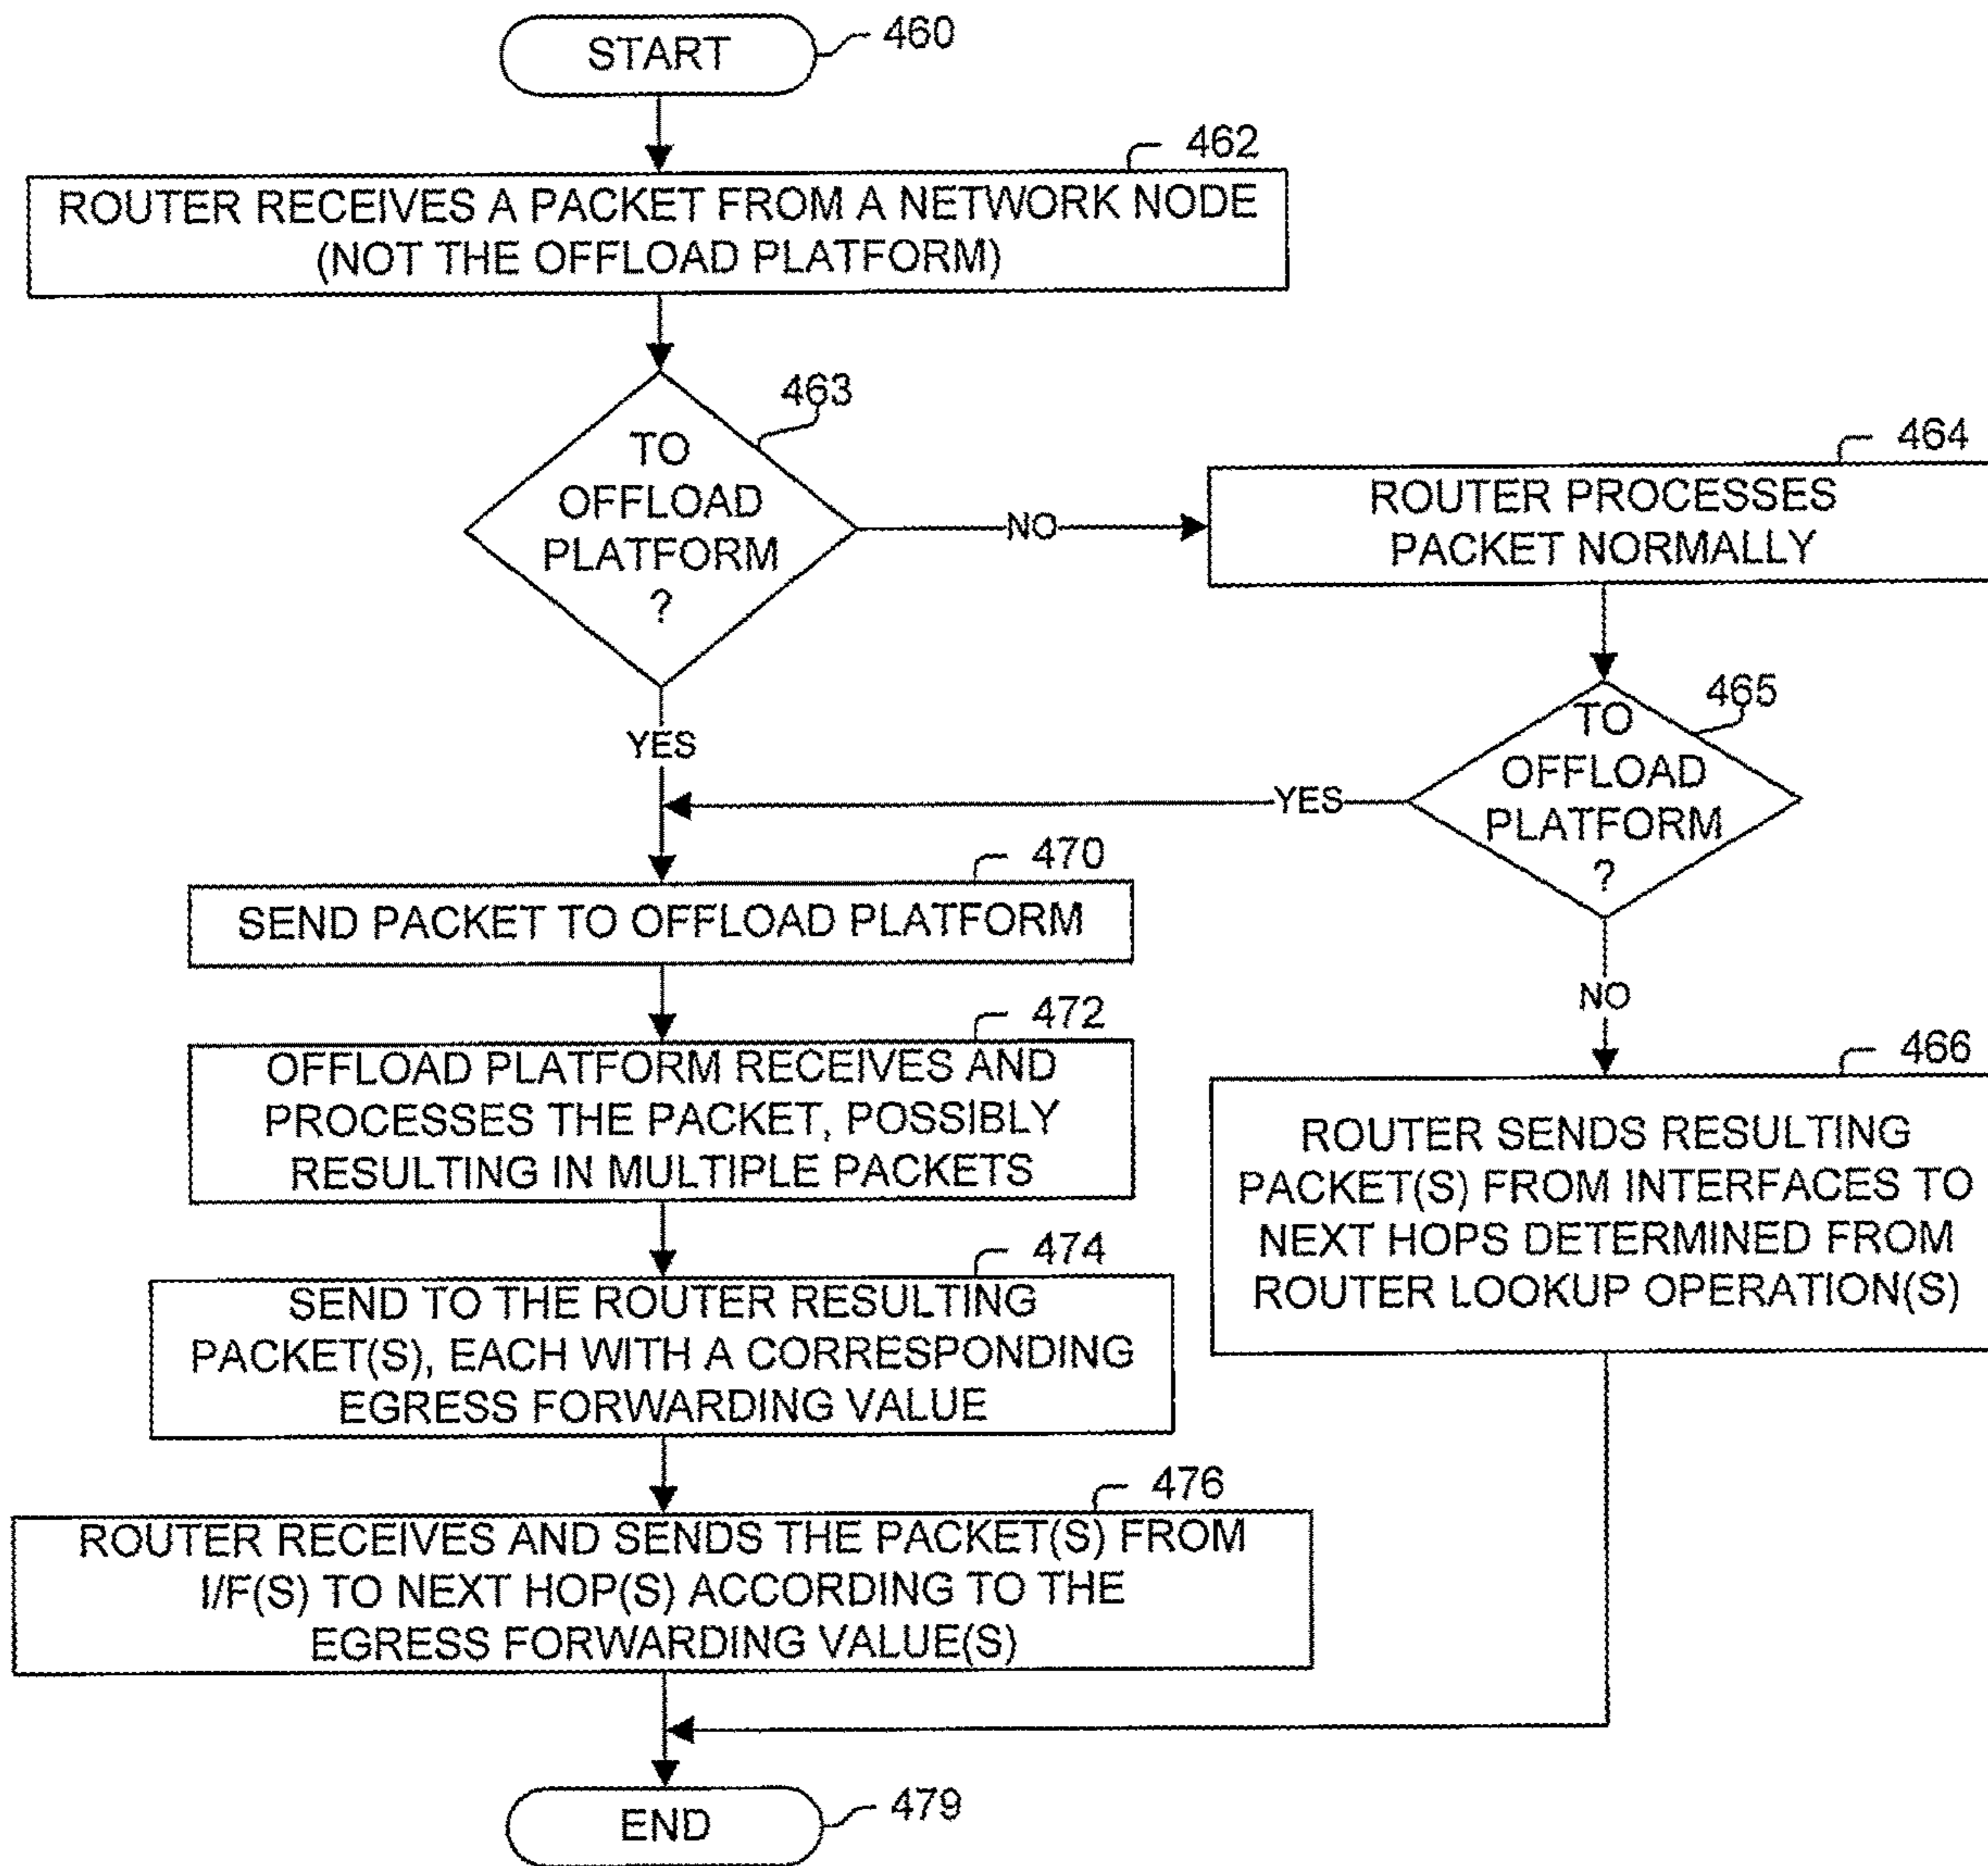 START
460
462
ROUTER RECEIVES A PACKET FROM A NETWORK NODE
(NOT THE OFFLOAD PLATFORM)
463
TO
OFFLOAD
PLATFORM
?
NO
YES
464
ROUTER PROCESSES
PACKET NORMALLY
465
TO
OFFLOAD
PLATFORM
?
YES
NO
466
ROUTER SENDS RESULTING
PACKET(S) FROM INTERFACES TO
NEXT HOPS DETERMINED FROM
ROUTER LOOKUP OPERATION(S)
470
SEND PACKET TO OFFLOAD PLATFORM
472
OFFLOAD PLATFORM RECEIVES AND
PROCESSES THE PACKET, POSSIBLY
RESULTING IN MULTIPLE PACKETS
474
SEND TO THE ROUTER RESULTING
PACKET(S), EACH WITH A CORRESPONDING
EGRESS FORWARDING VALUE
476
ROUTER RECEIVES AND SENDS THE PACKET(S) FROM
I/F(S) TO NEXT HOP(S) ACCORDING TO THE
EGRESS FORWARDING VALUE(S)
END
479